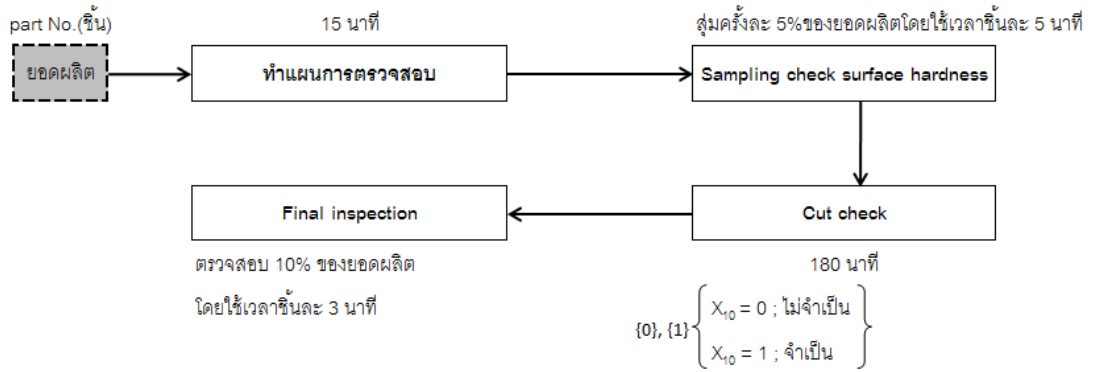 part No.(ชิ้น)
15 นาที
สุ่มครั้งละ 5%ของยอดผลิตโดยใช้เวลาชิ้นละ 5 นาที
ยอดผลิต
ทำแผนการตรวจสอบ
Sampling check surface hardness
Final inspection
Cut check
ตรวจสอบ 10% ของยอดผลิต
โดยใช้เวลาชิ้นละ 3 นาที
180 นาที
{0}, {1}
X₁₀ = 0 ; ไม่จำเป็น
X₁₀ = 1 ; จำเป็น